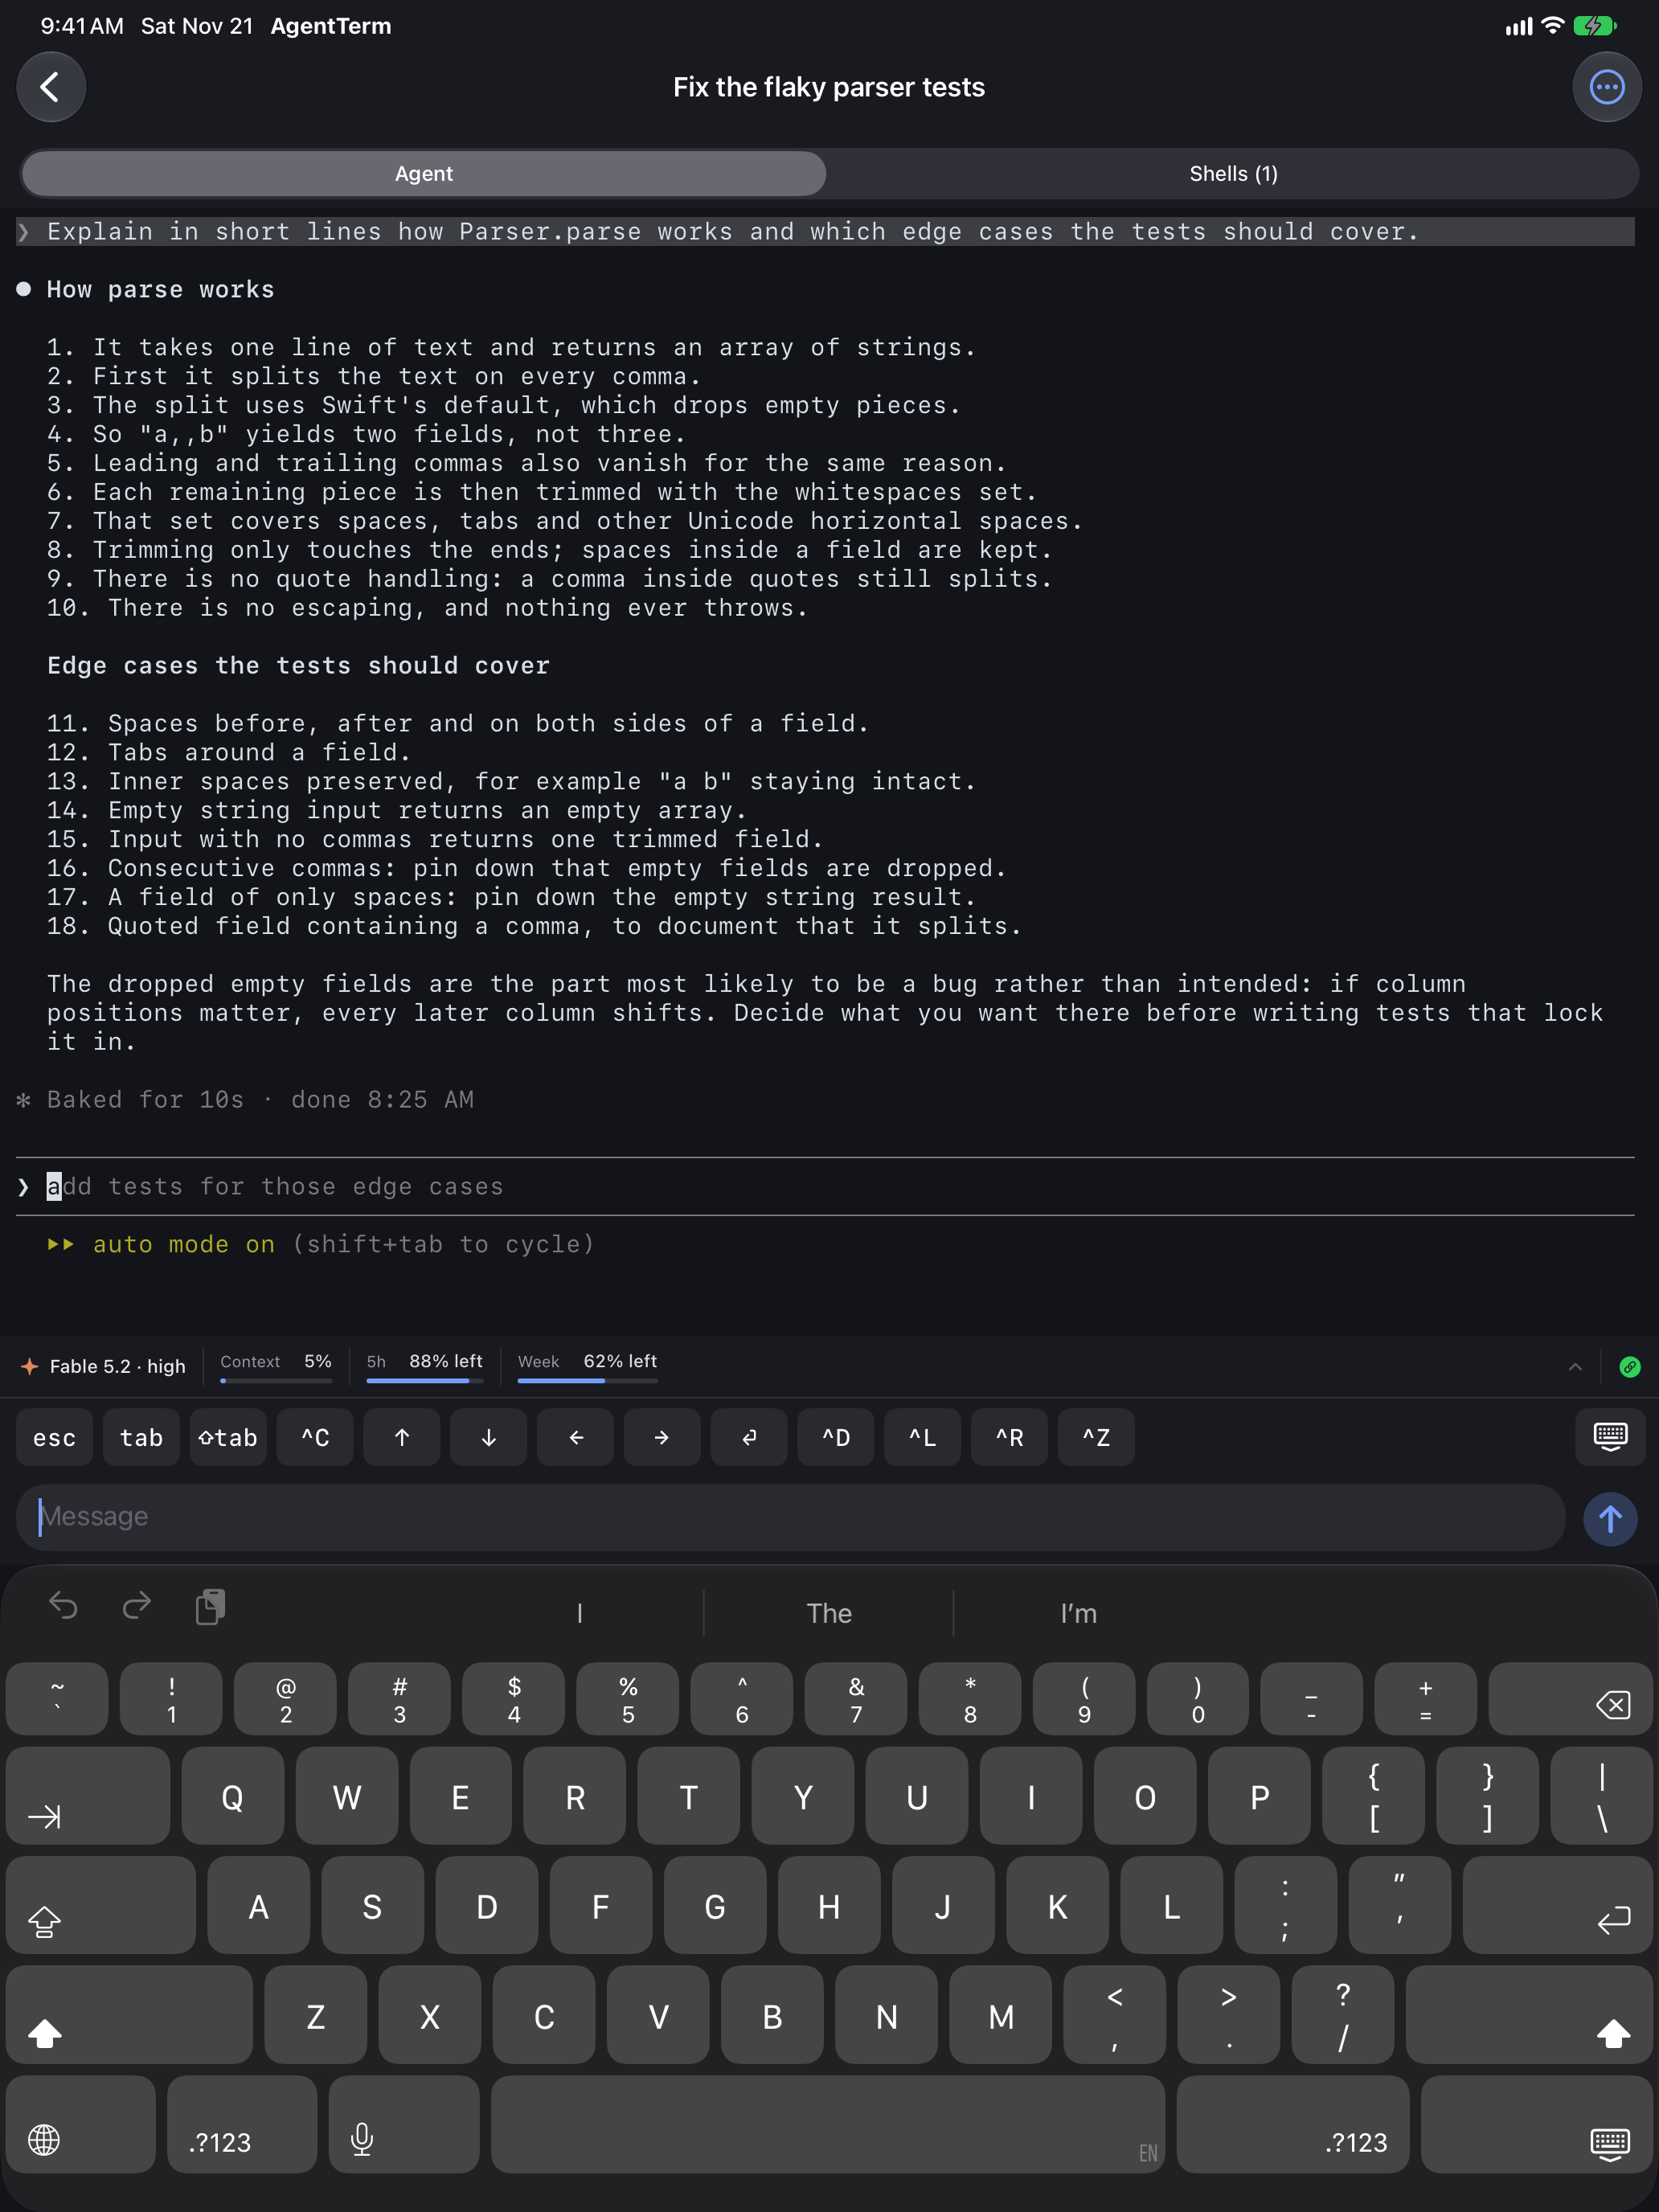 9:41 AM Sat Nov 21 AgentTerm
Fix the flaky parser tests
Agent
Shells (1)
❯ Explain in short lines how Parser.parse works and which edge cases the tests should cover.
● How parse works
1. It takes one line of text and returns an array of strings.
2. First it splits the text on every comma.
3. The split uses Swift's default, which drops empty pieces.
4. So "a,,b" yields two fields, not three.
5. Leading and trailing commas also vanish for the same reason.
6. Each remaining piece is then trimmed with the whitespaces set.
7. That set covers spaces, tabs and other Unicode horizontal spaces.
8. Trimming only touches the ends; spaces inside a field are kept.
9. There is no quote handling: a comma inside quotes still splits.
10. There is no escaping, and nothing ever throws.
Edge cases the tests should cover
11. Spaces before, after and on both sides of a field.
12. Tabs around a field.
13. Inner spaces preserved, for example "a b" staying intact.
14. Empty string input returns an empty array.
15. Input with no commas returns one trimmed field.
16. Consecutive commas: pin down that empty fields are dropped.
17. A field of only spaces: pin down the empty string result.
18. Quoted field containing a comma, to document that it splits.
The dropped empty fields are the part most likely to be a bug rather than intended: if column
positions matter, every later column shifts. Decide what you want there before writing tests that lock
it in.
✻ Baked for 10s · done 8:25 AM
❯ add tests for those edge cases
▸▸ auto mode on (shift+tab to cycle)
Fable 5.2 · high Context 5% 5h 88% left Week 62% left
esc tab ⇧tab ^C ↑ ↓ ← → ⏎ ^D ^L ^R ^Z
Message
I The I'm
~ ! @ # $ % ^ & * ( ) _ +
` 1 2 3 4 5 6 7 8 9 0 - =
Q W E R T Y U I O P { } |
[ ] \
A S D F G H J K L : "
; '
Z X C V B N M < > ?
, . /
.?123 EN .?123